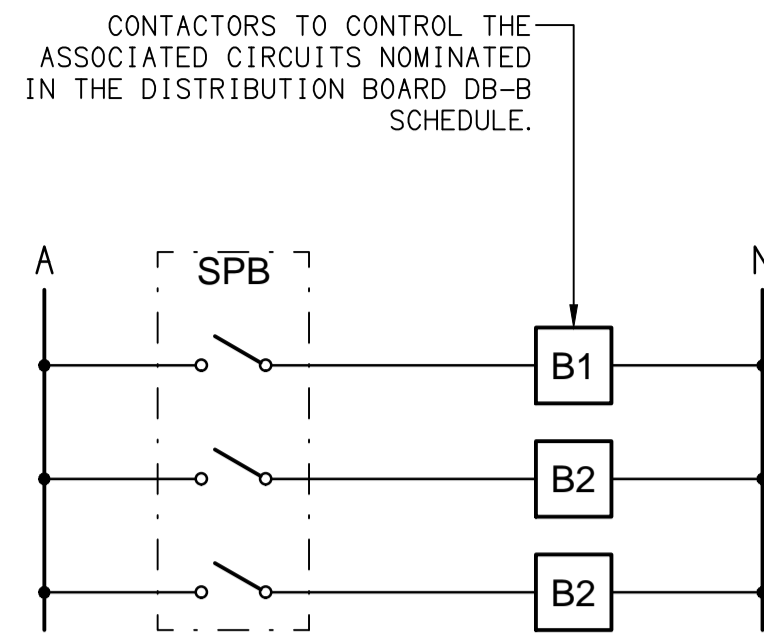 CONTACTORS TO CONTROL THE
ASSOCIATED CIRCUITS NOMINATED
IN THE DISTRIBUTION BOARD DB-B
SCHEDULE.
A
SPB
N
B1
B2
B2